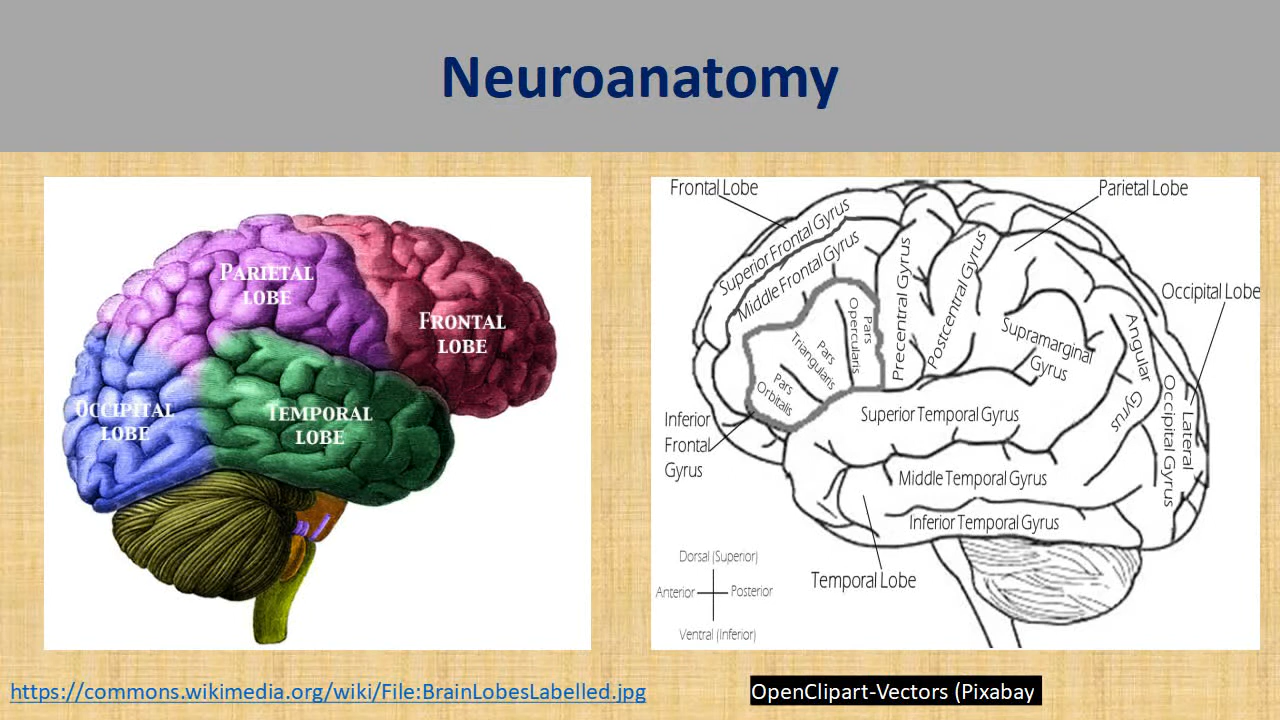 Neuroanatomy
PARIETAL
LOBE
FRONTAL
LOBE
OCCIPITAL
LOBE
TEMPORAL
LOBE
Frontal Lobe
Parietal Lobe
Superior Frontal Gyrus
Middle Frontal Gyrus
Precentral Gyrus
Postcentral Gyrus
Occipital Lobe
Pars
Opercularis
Pars
Triangularis
Pars
Orbitalis
Supramarginal
Gyrus
Angular
Gyrus
Inferior
Frontal
Gyrus
Superior Temporal Gyrus
Lateral
Occipital Gyrus
Middle Temporal Gyrus
Inferior Temporal Gyrus
Temporal Lobe
Dorsal (Superior)
Anterior
Posterior
Ventral (Inferior)
https://commons.wikimedia.org/wiki/File:BrainLobesLabelled.jpg
OpenClipart-Vectors (Pixabay